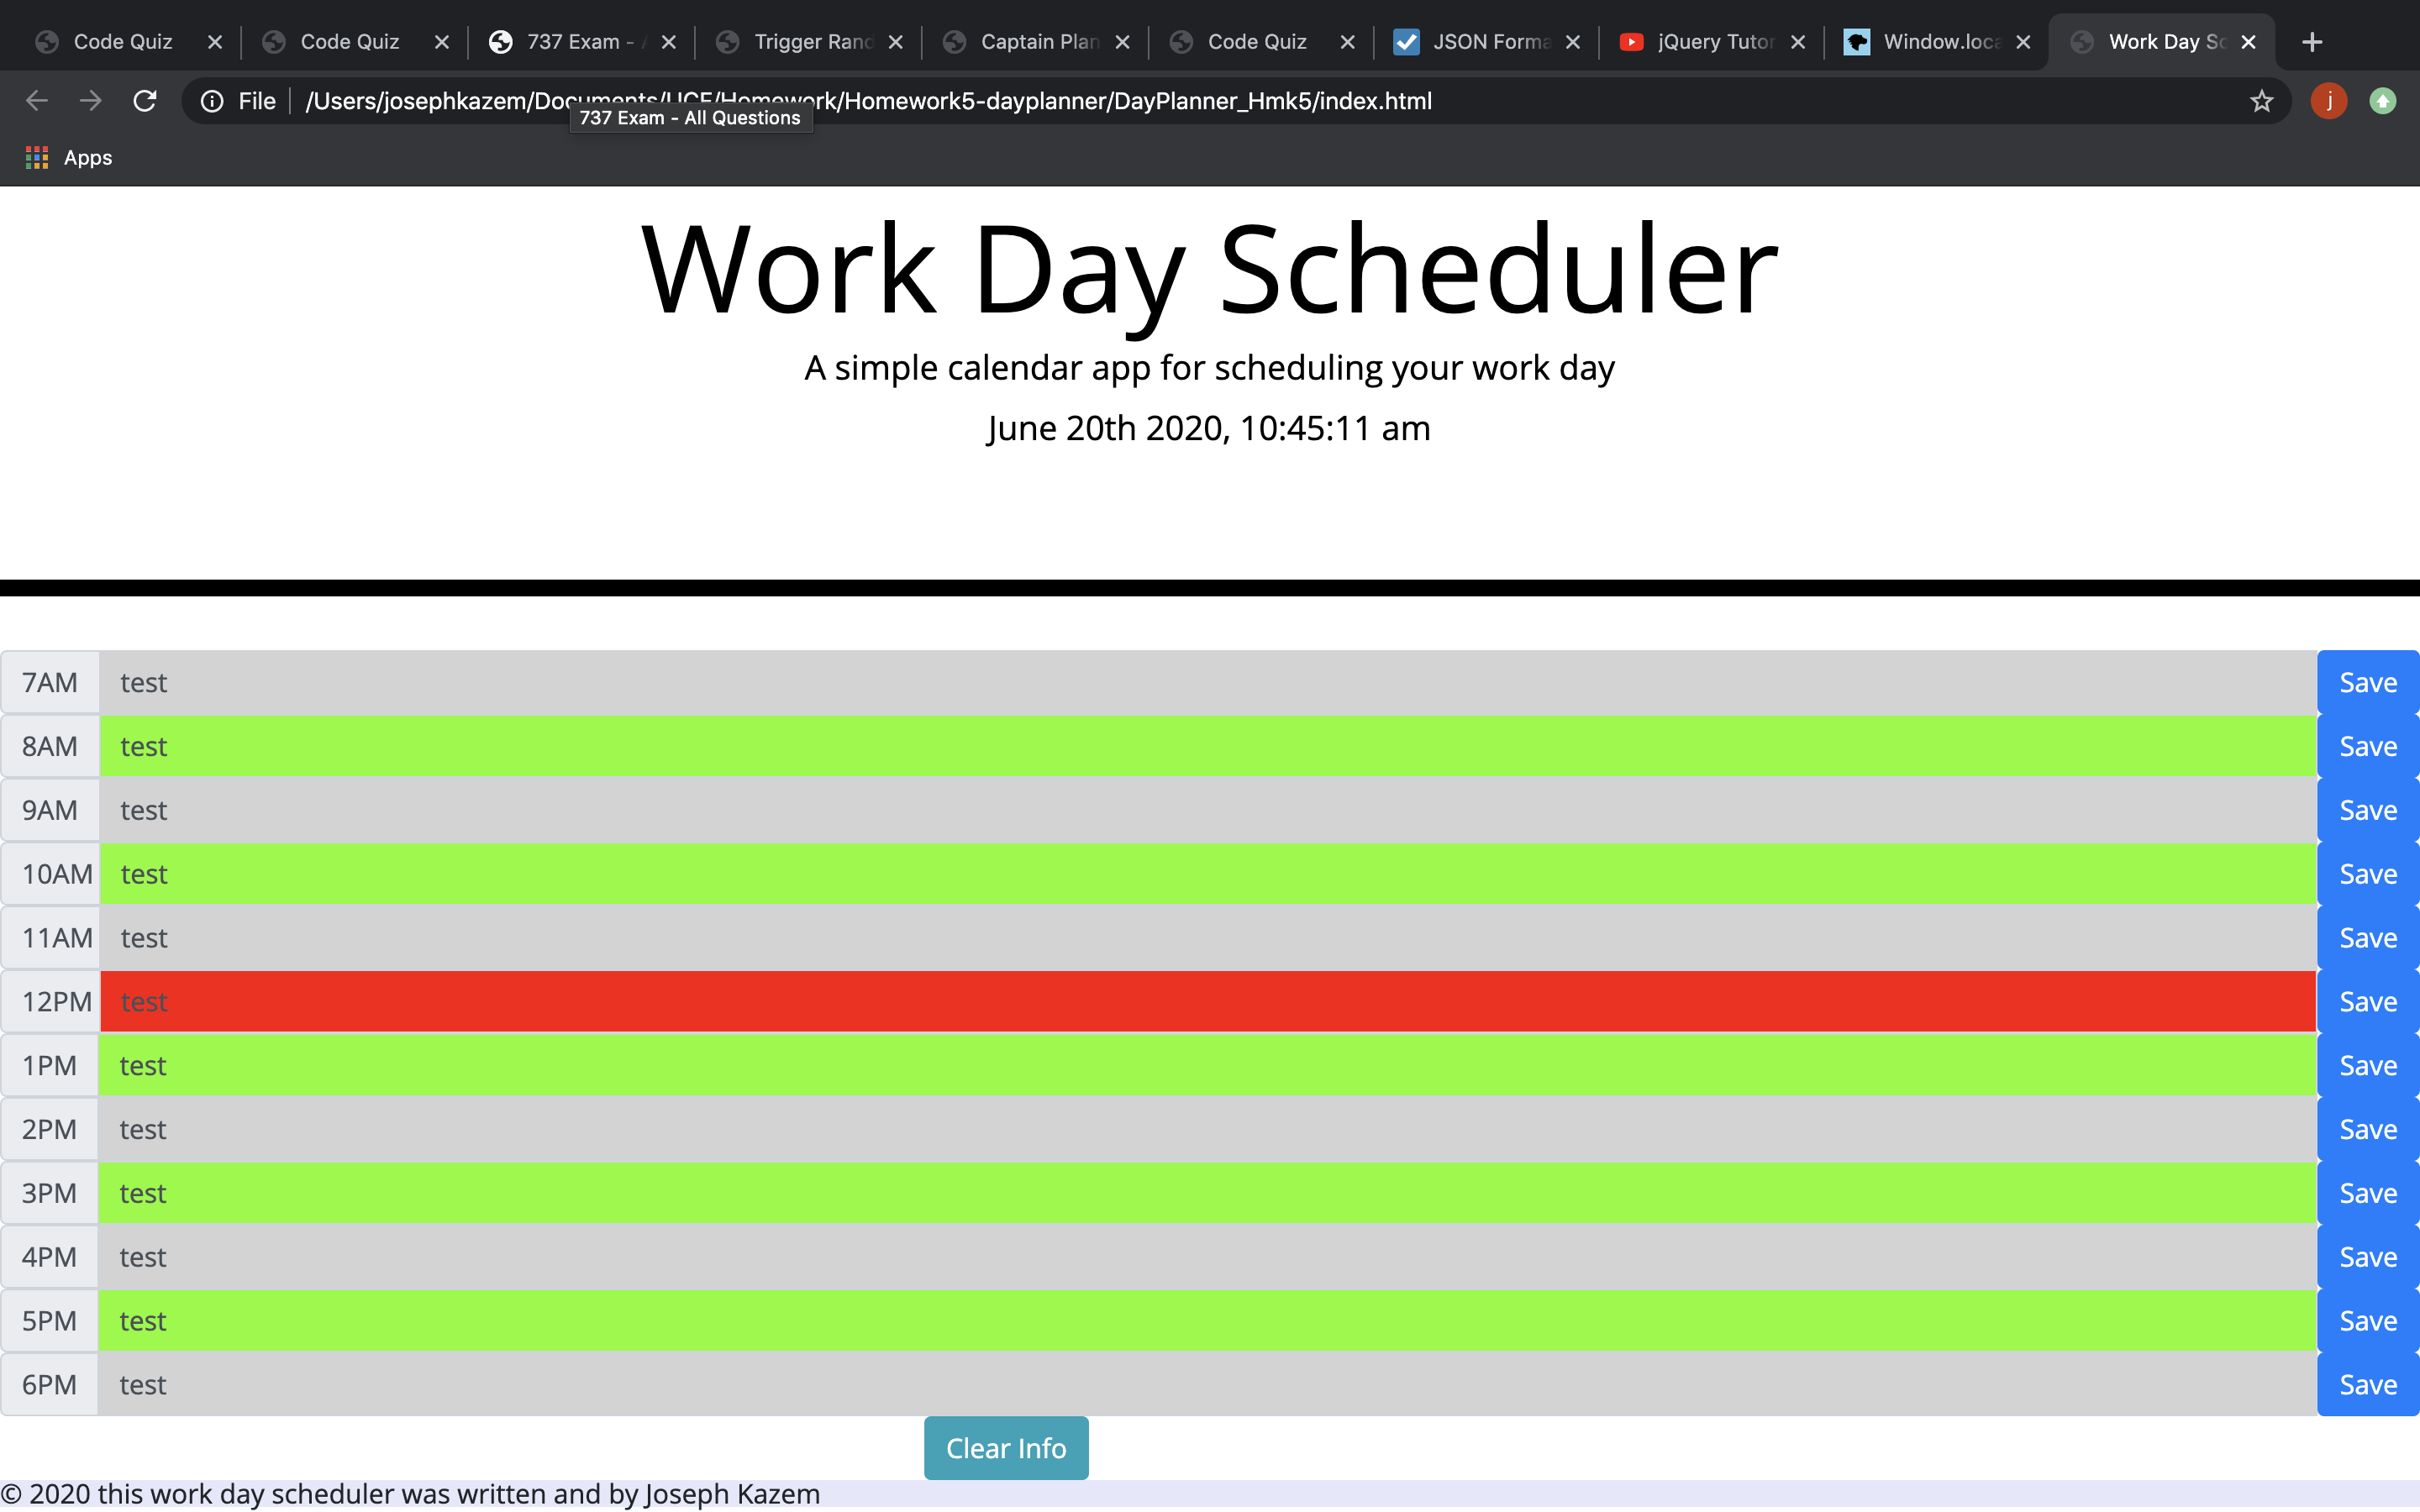 Code Quiz
Code Quiz
737 Exam -
Trigger Rand
Captain Plan
Code Quiz
JSON Forma
jQuery Tutor
Window.loca
Work Day Sc
File /Users/josephkazem/Documents/UCF/Homework/Homework5-dayplanner/DayPlanner_Hmk5/index.html
j
737 Exam - All Questions
Apps
Work Day Scheduler
A simple calendar app for scheduling your work day
June 20th 2020, 10:45:11 am
7AM test Save
8AM test Save
9AM test Save
10AM test Save
11AM test Save
12PM test Save
1PM test Save
2PM test Save
3PM test Save
4PM test Save
5PM test Save
6PM test Save
Clear Info
© 2020 this work day scheduler was written and by Joseph Kazem